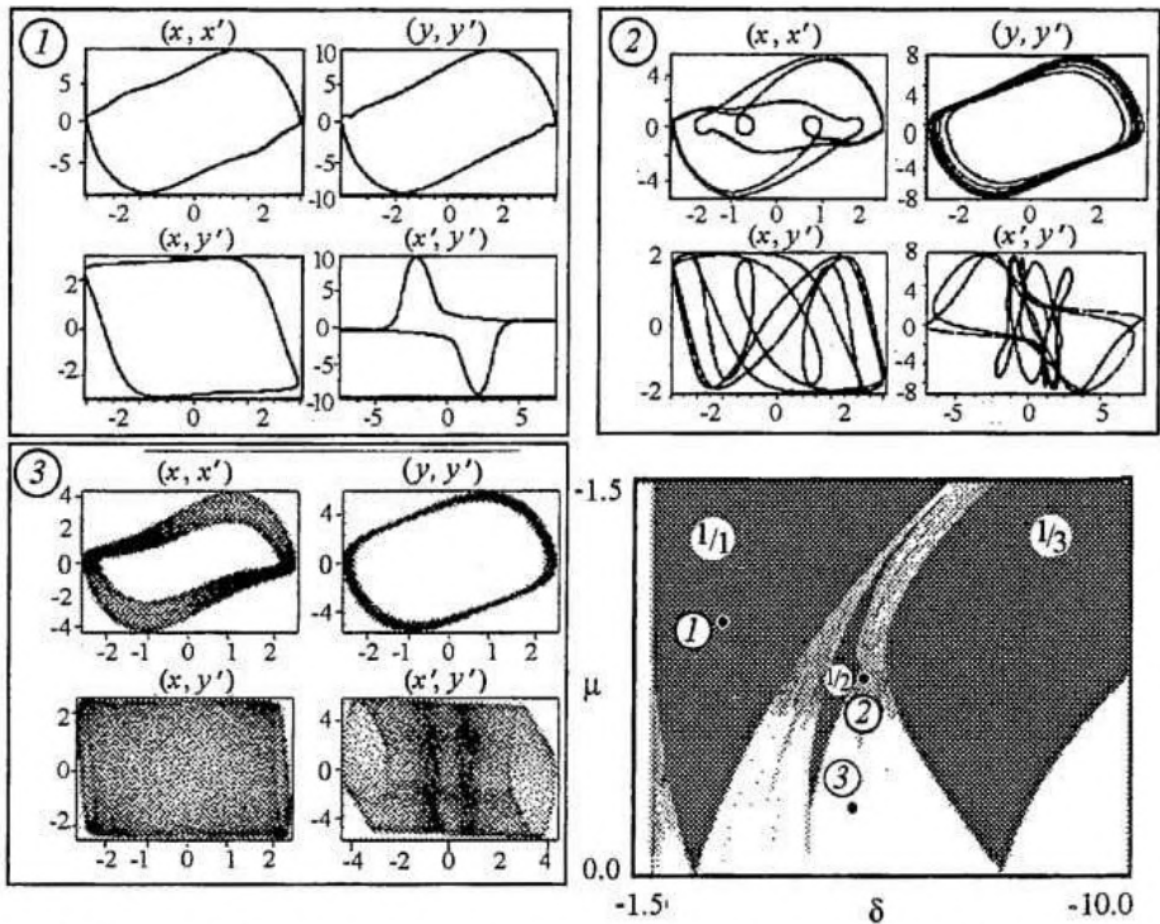 1
(x, x′) (y, y′)
5 10
0 5
-5 0
-5
-10
-2 0 2 -2 0 2
(x, y′) (x′, y′)
2 10
0 5
-2 0
-5
-10
-2 0 2 -5 0 5
2
(x, x′) (y, y′)
4 8
0 4
-4 0
-4
-8
-2 -1 0 1 2 -2 0 2
(x, y′) (x′, y′)
2 8
0 4
-2 0
-4
-8
-2 0 2 -5 0 5
3
(x, x′) (y, y′)
4 4
2 0
0 -4
-2
-4
-2 -1 0 1 2 -2 -1 0 1 2
(x, y′) (x′, y′)
2 4
0 2
-2 0
-2
-4
-2 -1 0 1 2 -4 -2 0 2 4
-1.5
1/1 1/3
1
μ 1/2
2
3
0.0
-1.5 δ -10.0